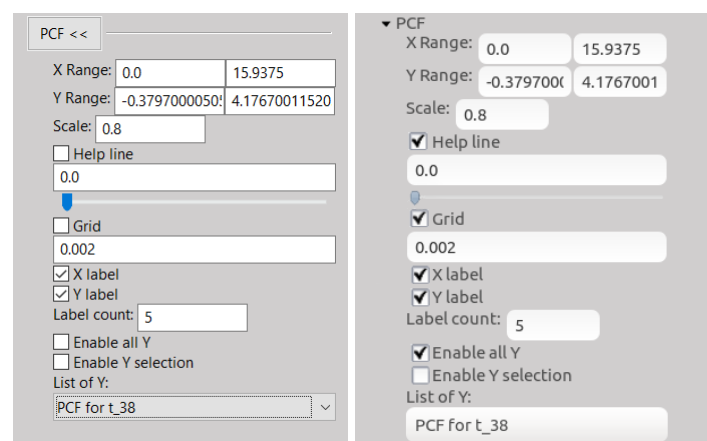 PCF <<
X Range: 0.0 15.9375
Y Range: -0.3797000505 4.17670011520
Scale: 0.8
Help line
0.0
Grid
0.002
X label
Y label
Label count: 5
Enable all Y
Enable Y selection
List of Y:
PCF for t_38
PCF
X Range: 0.0 15.9375
Y Range: -0.379700( 4.1767001
Scale: 0.8
Help line
0.0
Grid
0.002
X label
Y label
Label count: 5
Enable all Y
Enable Y selection
List of Y:
PCF for t_38